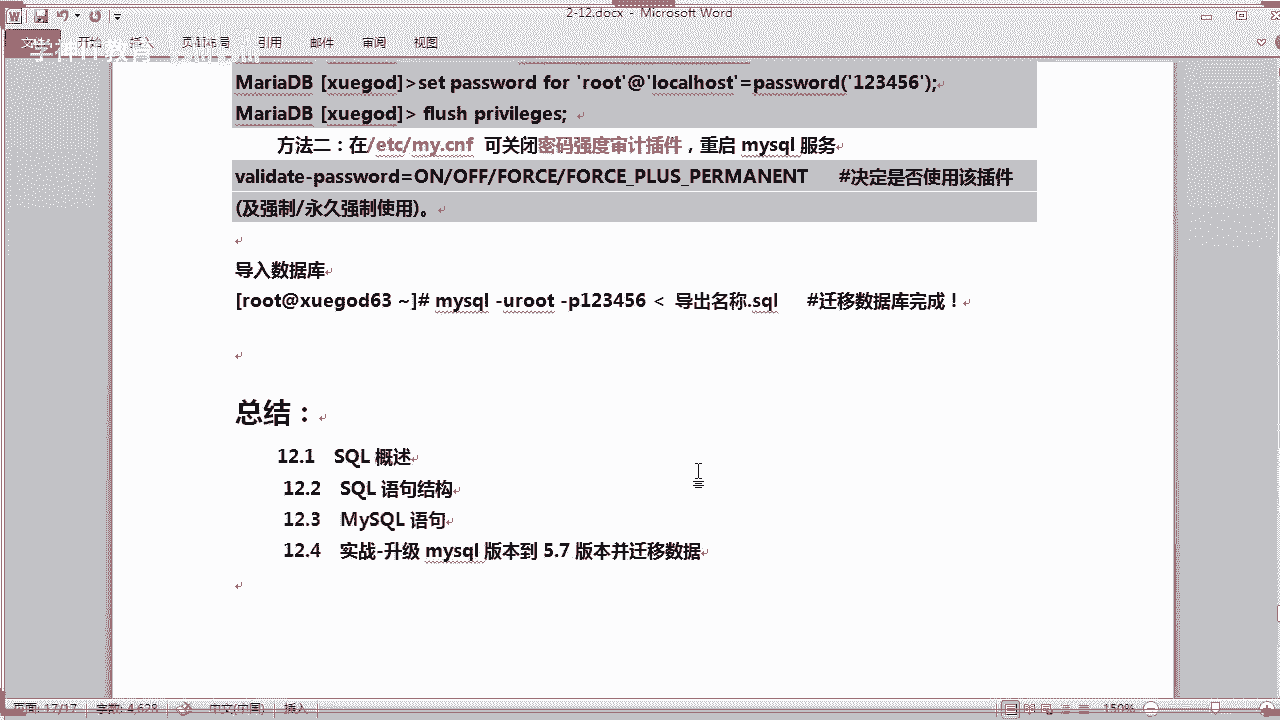 2-12.docx - Microsoft Word
文件 开始 插入 页面布局 引用 邮件 审阅 视图
MariaDB [xuegod]>set password for 'root'@'localhost'=password('123456');
MariaDB [xuegod]> flush privileges;
方法二：在/etc/my.cnf 可关闭密码强度审计插件，重启 mysql 服务
validate-password=ON/OFF/FORCE/FORCE_PLUS_PERMANENT #决定是否使用该插件
(及强制/永久强制使用)。
导入数据库
[root@xuegod63 ~]# mysql -uroot -p123456 < 导出名称.sql #迁移数据库完成！
总结：
12.1 SQL 概述
12.2 SQL 语句结构
12.3 MySQL 语句
12.4 实战-升级 mysql 版本到 5.7 版本并迁移数据
页面: 17/17 字数: 4,628 中文(中国) 插入 150%